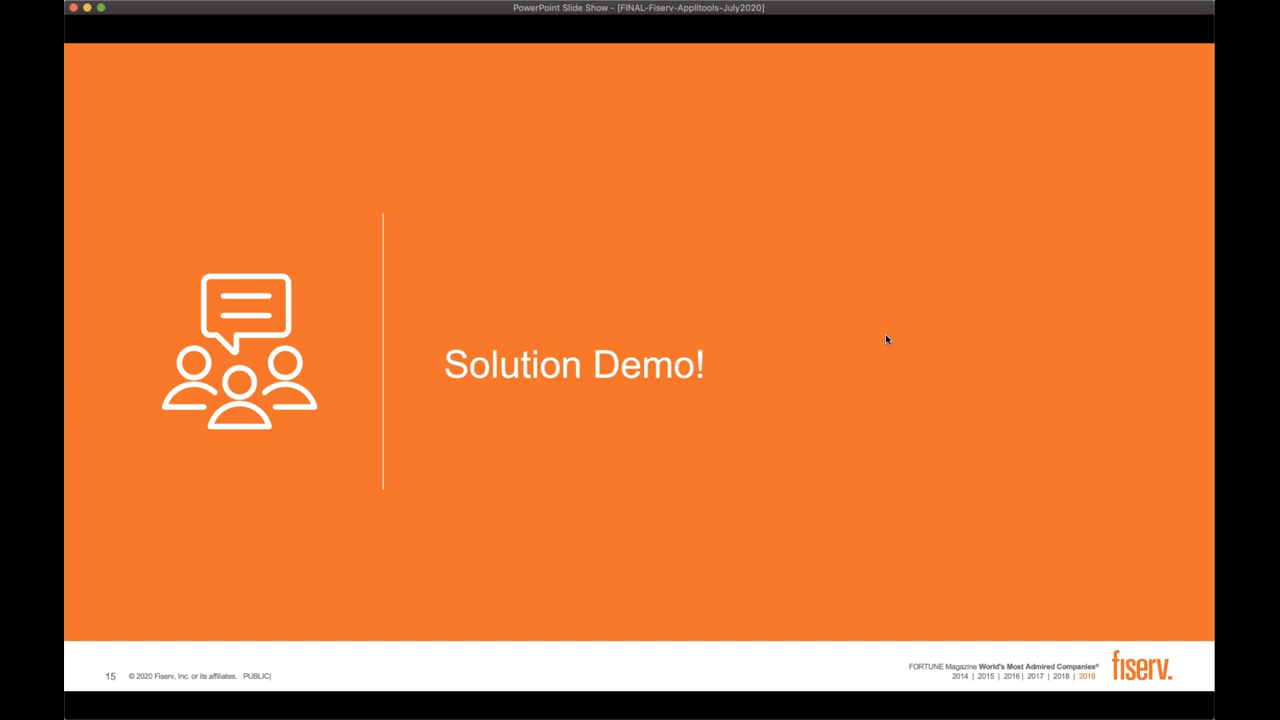 PowerPoint Slide Show - [FINAL-Fiserv-Applitools-July2020]
Solution Demo!
15 © 2020 Fiserv, Inc. or its affiliates. PUBLIC|
FORTUNE Magazine World's Most Admired Companies®
2014 | 2015 | 2016 | 2017 | 2018 | 2019
fiserv.